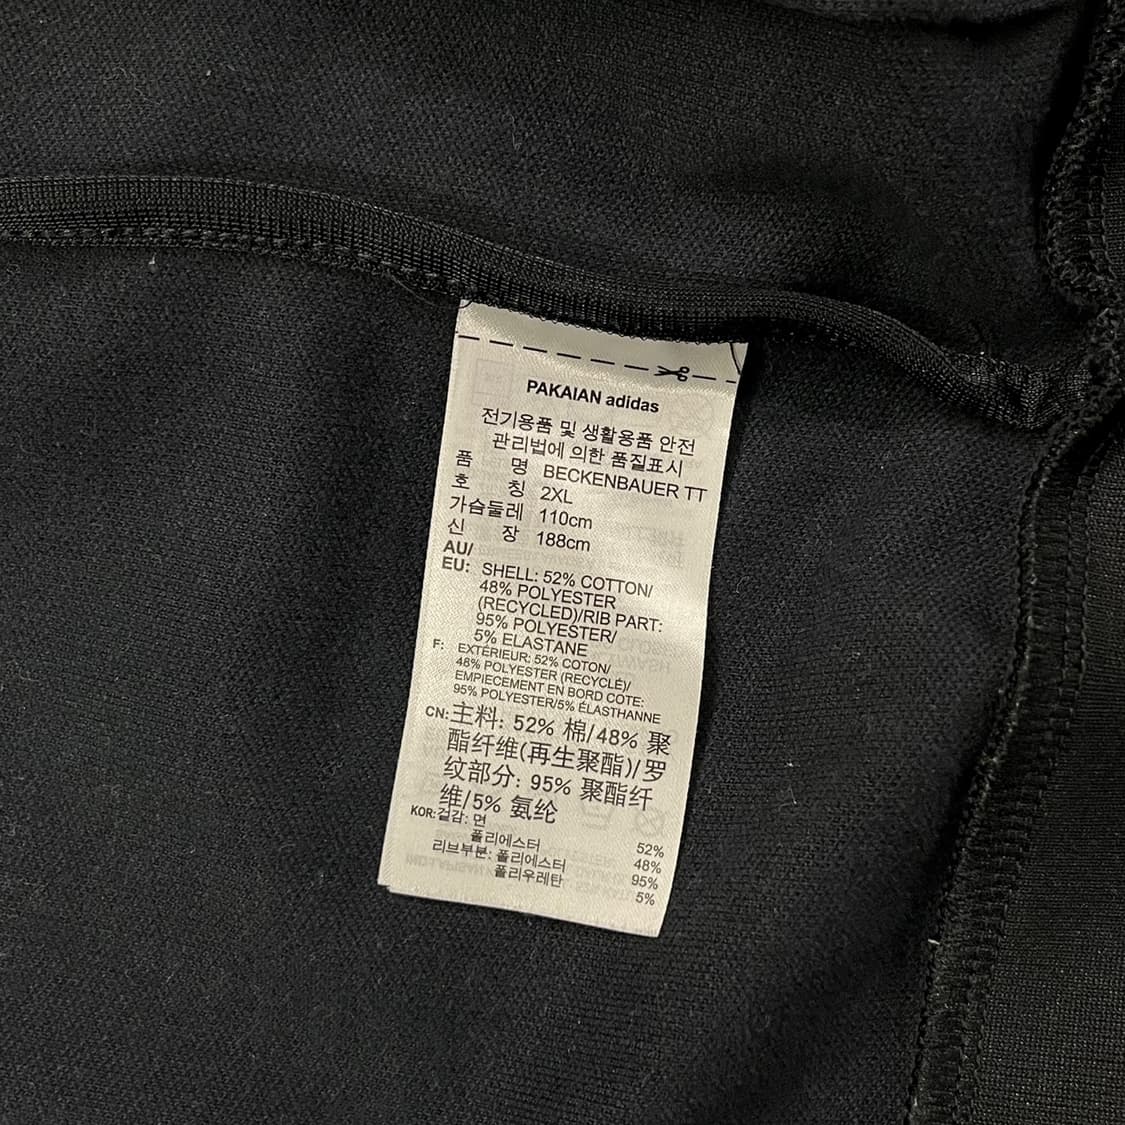 PAKAIAN adidas
전기용품 및 생활용품 안전
관리법에 의한 품질표시
품 명 BECKENBAUER TT
호 칭 2XL
가슴둘레 110cm
신 장 188cm
AU/
EU: SHELL: 52% COTTON/
48% POLYESTER
(RECYCLED)/RIB PART:
95% POLYESTER/
5% ELASTANE
F: EXTÉRIEUR: 52% COTON/
48% POLYESTER (RECYCLÉ)/
EMPIECEMENT EN BORD COTE:
95% POLYESTER/5% ÉLASTHANNE
CN: 主料: 52% 棉/48% 聚
酯纤维(再生聚酯)/罗
纹部分: 95% 聚酯纤
维/5% 氨纶
KOR: 겉감: 면 52%
폴리에스터 48%
리브부분: 폴리에스터 95%
폴리우레탄 5%